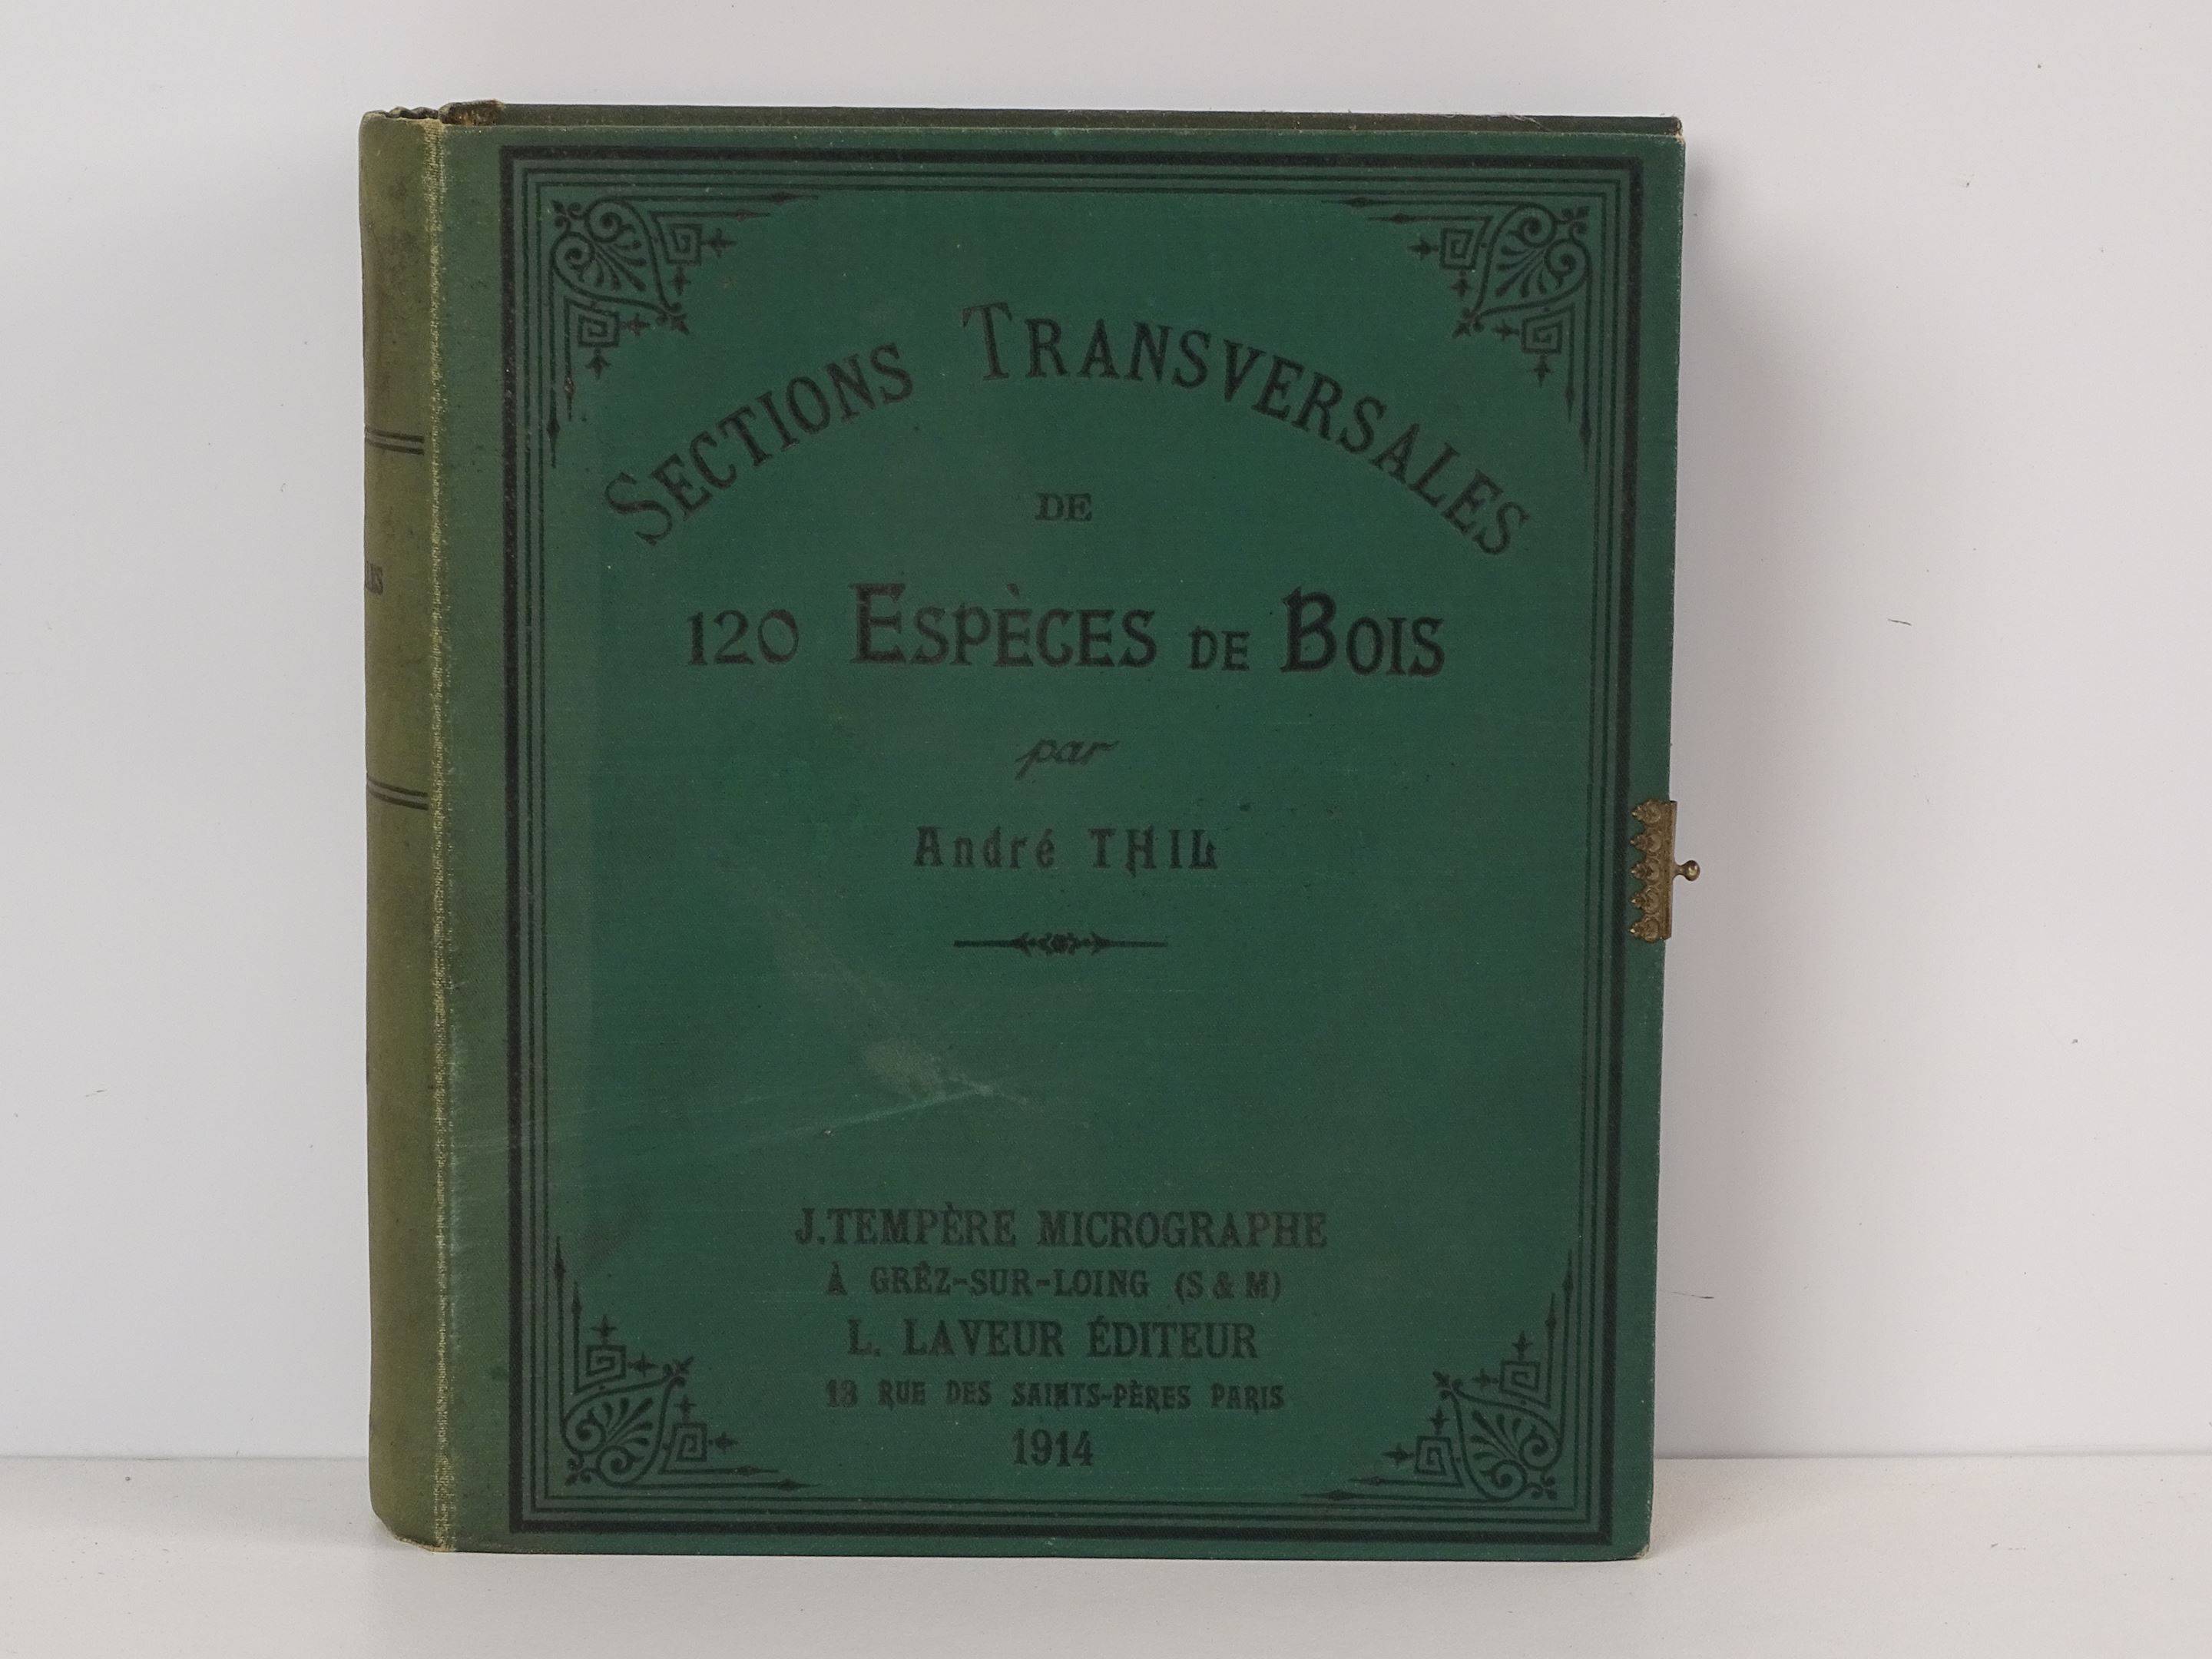 SECTIONS TRANSVERSALES
DE
120 ESPÈCES DE BOIS
par
André THIL
J. TEMPÈRE MICROGRAPHE
À GRÊZ-SUR-LOING (S & M)
L. LAVEUR ÉDITEUR
13 RUE DES SAINTS-PÈRES PARIS
1914